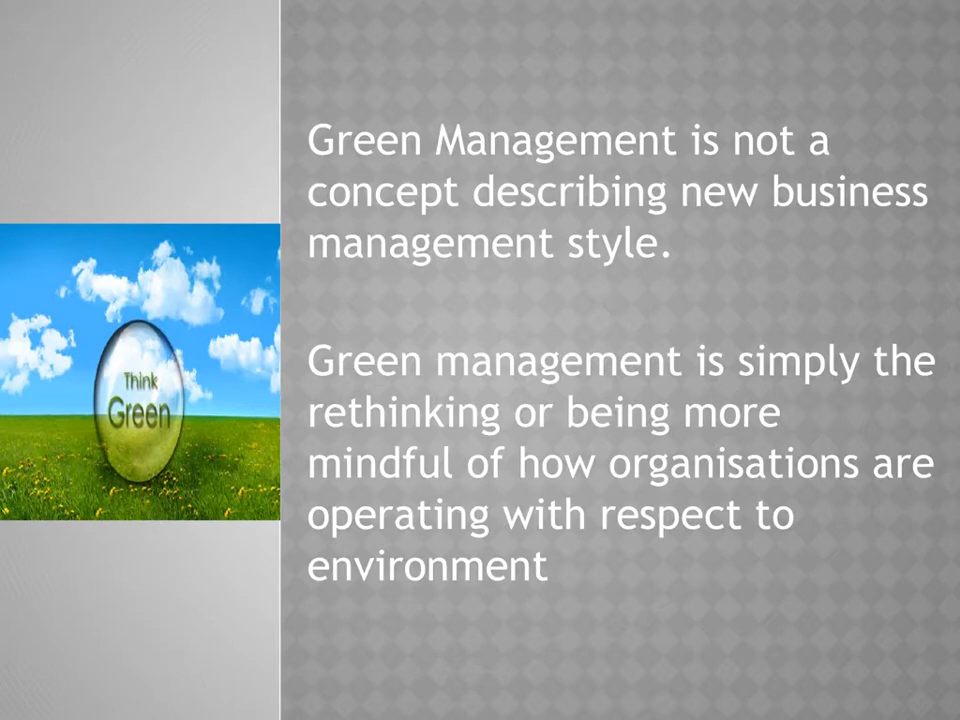 Green Management is not a
concept describing new business
management style.
Green management is simply the
rethinking or being more
mindful of how organisations are
operating with respect to
environment
Think
Green